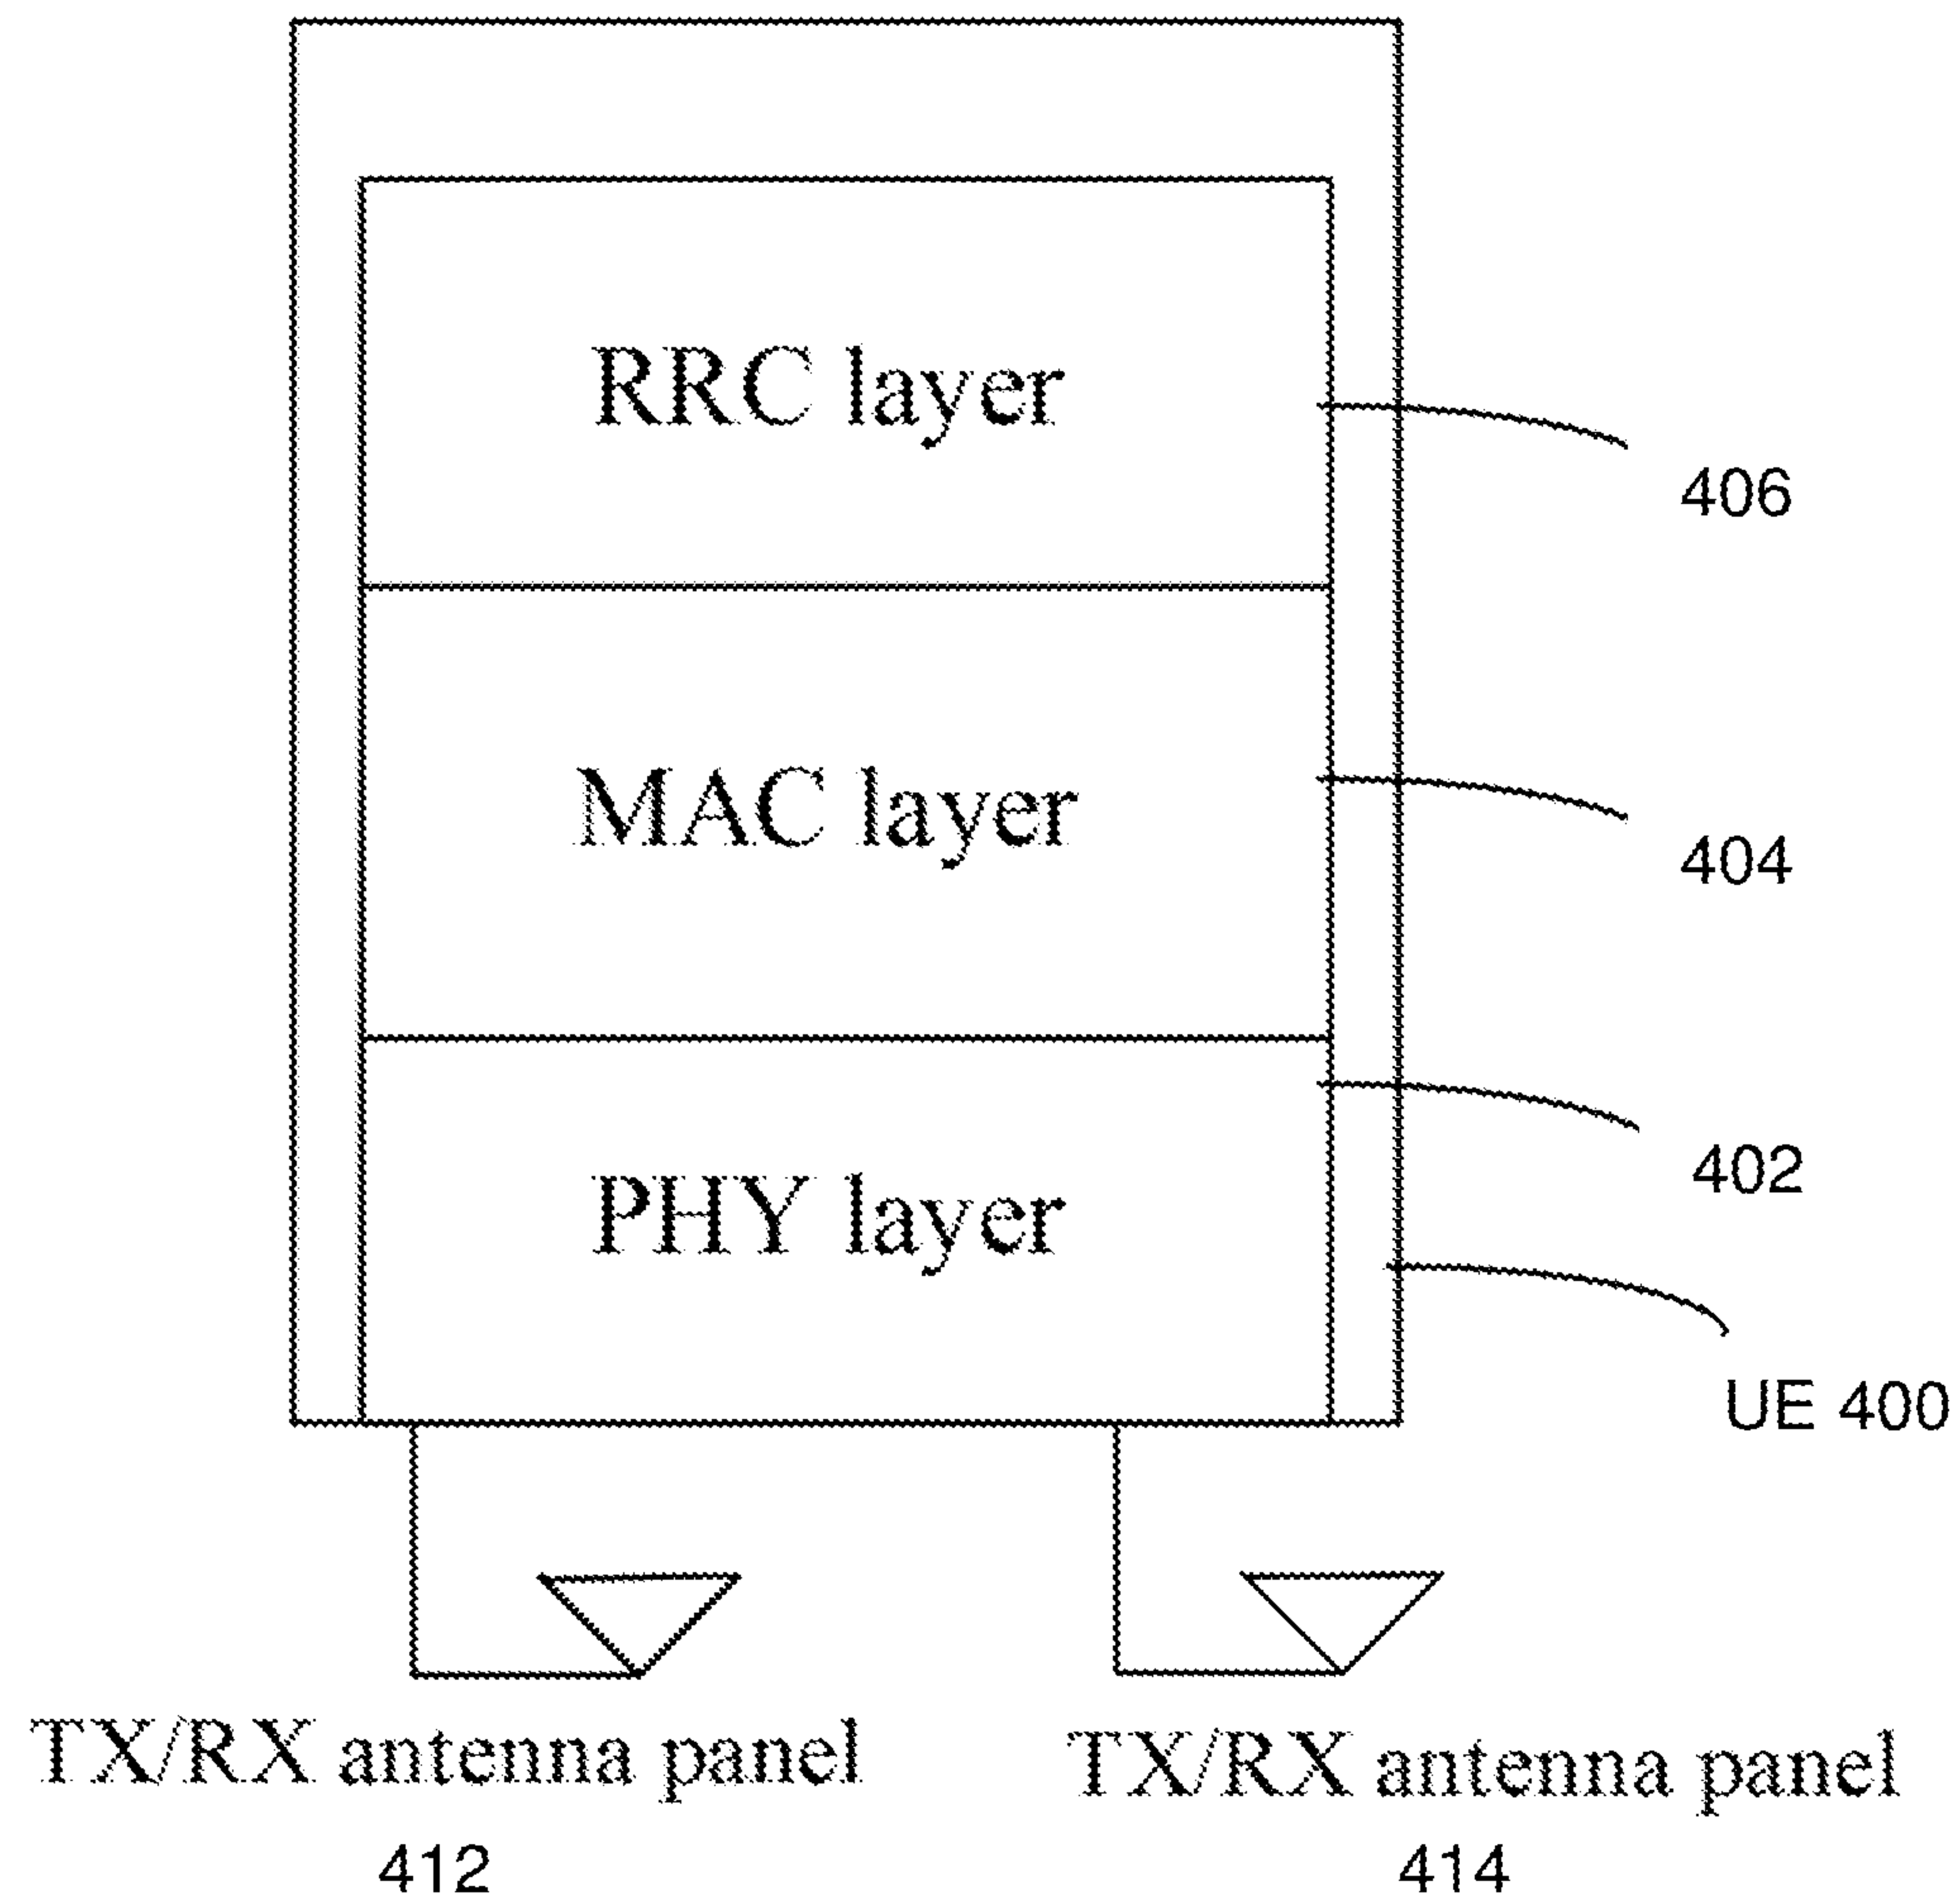 RRC layer
406
MAC layer
404
402
PHY layer
UE 400
TX/RX antenna panel
412
TX/RX antenna panel
414